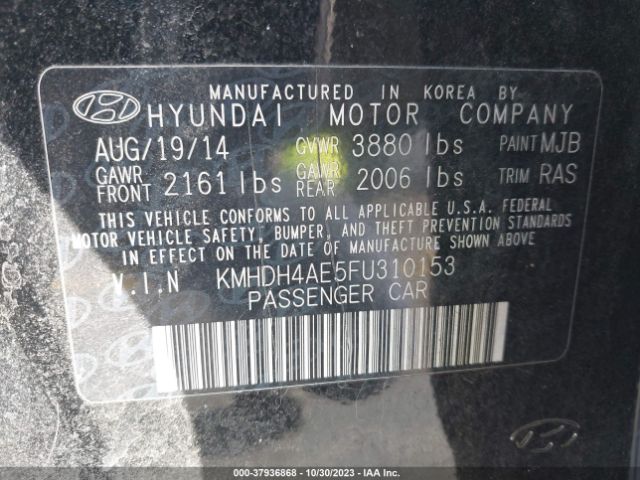 MANUFACTURED IN KOREA BY
HYUNDAI MOTOR COMPANY
AUG/19/14 GVWR 3880 lbs PAINT MJB
GAWR FRONT 2161 lbs GAWR REAR 2006 lbs TRIM RAS
THIS VEHICLE CONFORMS TO ALL APPLICABLE U.S.A. FEDERAL
MOTOR VEHICLE SAFETY, BUMPER, AND THEFT PREVENTION STANDARDS
IN EFFECT ON THE DATE OF MANUFACTURE SHOWN ABOVE
V.I.N KMHDH4AE5FU310153
PASSENGER CAR
000-37936868 - 10/30/2023 - IAAI.COM